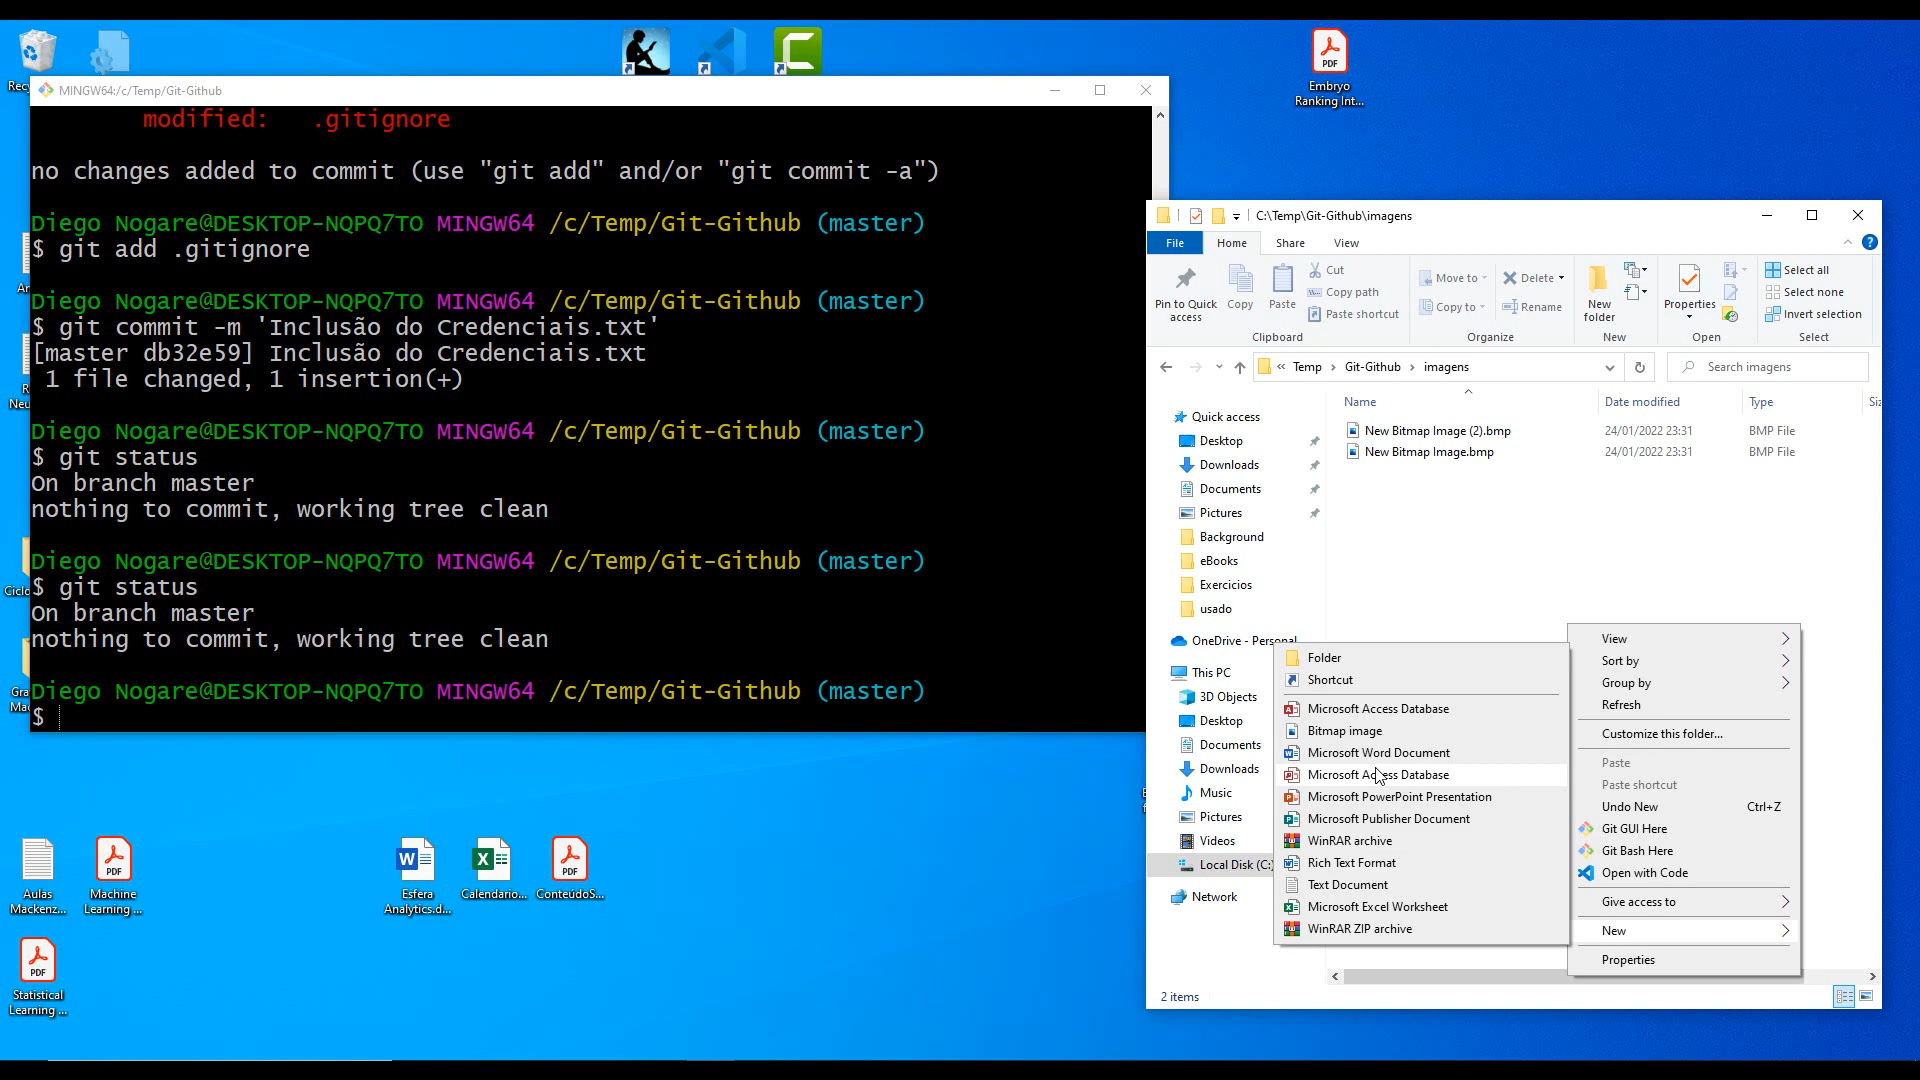 Embryo
Ranking Int...
MINGW64:/c/Temp/Git-Github
modified:   .gitignore
no changes added to commit (use "git add" and/or "git commit -a")
Diego Nogare@DESKTOP-NQPQ7TO MINGW64 /c/Temp/Git-Github (master)
$ git add .gitignore
Diego Nogare@DESKTOP-NQPQ7TO MINGW64 /c/Temp/Git-Github (master)
$ git commit -m 'Inclusão do Credenciais.txt'
[master db32e59] Inclusão do Credenciais.txt
 1 file changed, 1 insertion(+)
Diego Nogare@DESKTOP-NQPQ7TO MINGW64 /c/Temp/Git-Github (master)
$ git status
On branch master
nothing to commit, working tree clean
Diego Nogare@DESKTOP-NQPQ7TO MINGW64 /c/Temp/Git-Github (master)
$ git status
On branch master
nothing to commit, working tree clean
Diego Nogare@DESKTOP-NQPQ7TO MINGW64 /c/Temp/Git-Github (master)
$
C:\Temp\Git-Github\imagens
File Home Share View
Pin to Quick access
Copy
Paste
Cut
Copy path
Paste shortcut
Clipboard
Move to
Copy to
Delete
Rename
Organize
New folder
New
Properties
Open
Select all
Select none
Invert selection
Select
« Temp > Git-Github > imagens
Search imagens
Name Date modified Type
New Bitmap Image (2).bmp 24/01/2022 23:31 BMP File
New Bitmap Image.bmp 24/01/2022 23:31 BMP File
Quick access
Desktop
Downloads
Documents
Pictures
Background
eBooks
Exercicios
usado
OneDrive - Personal
This PC
3D Objects
Desktop
Documents
Downloads
Music
Pictures
Videos
Local Disk (C:)
Network
2 items
Folder
Shortcut
Microsoft Access Database
Bitmap image
Microsoft Word Document
Microsoft Access Database
Microsoft PowerPoint Presentation
Microsoft Publisher Document
WinRAR archive
Rich Text Format
Text Document
Microsoft Excel Worksheet
WinRAR ZIP archive
View
Sort by
Group by
Refresh
Customize this folder...
Paste
Paste shortcut
Undo New Ctrl+Z
Git GUI Here
Git Bash Here
Open with Code
Give access to
New
Properties
Aulas
Mackenz...
Machine
Learning ...
Esfera
Analytics.d...
Calendario...
ConteúdoS...
Statistical
Learning ...